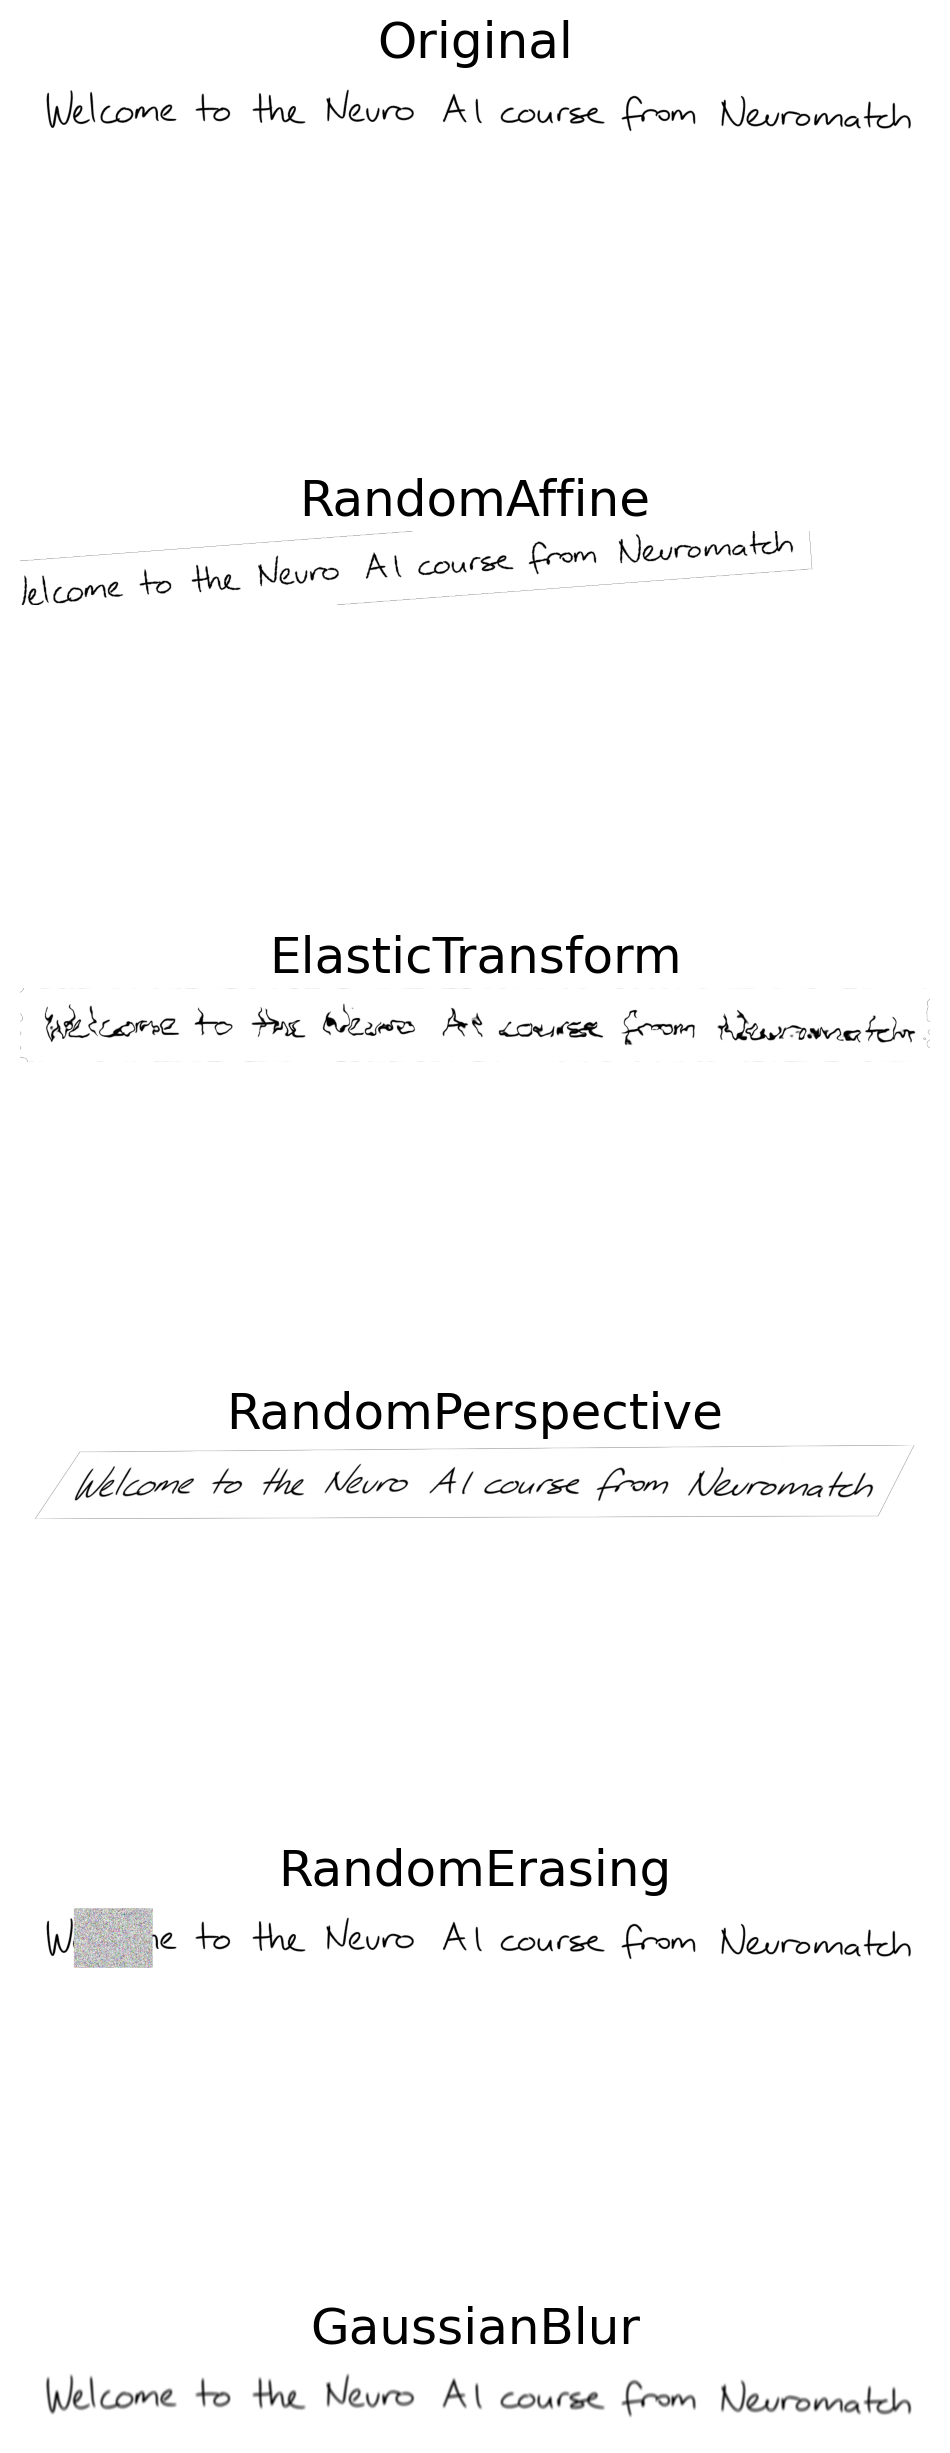 Original
Welcome to the Neuro AI course from Neuromatch
RandomAffine
elcome to the Neuro AI course from Neuromatch
ElasticTransform
Welcome to the Neuro AI course from Neuromatch
RandomPerspective
Welcome to the Neuro AI course from Neuromatch
RandomErasing
W me to the Neuro AI course from Neuromatch
GaussianBlur
Welcome to the Neuro AI course from Neuromatch